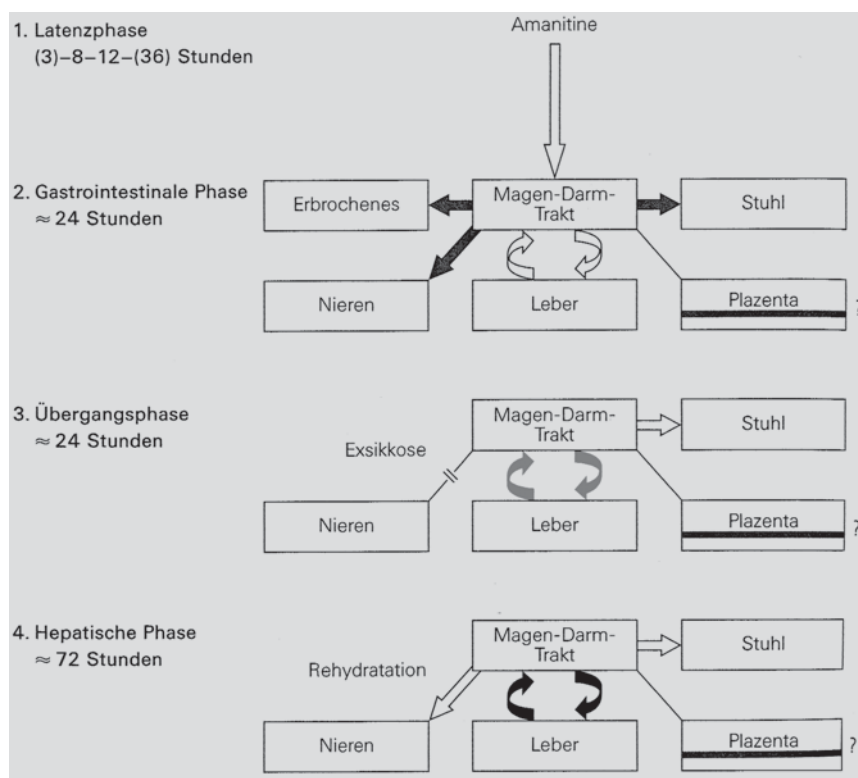 1. Latenzphase
(3)–8–12–(36) Stunden
Amanitine
2. Gastrointestinale Phase
≈ 24 Stunden
Erbrochenes
Magen-Darm-
Trakt
Stuhl
Nieren
Leber
Plazenta
?
3. Übergangsphase
≈ 24 Stunden
Exsikkose
Magen-Darm-
Trakt
Stuhl
Nieren
Leber
Plazenta
?
4. Hepatische Phase
≈ 72 Stunden
Rehydratation
Magen-Darm-
Trakt
Stuhl
Nieren
Leber
Plazenta
?